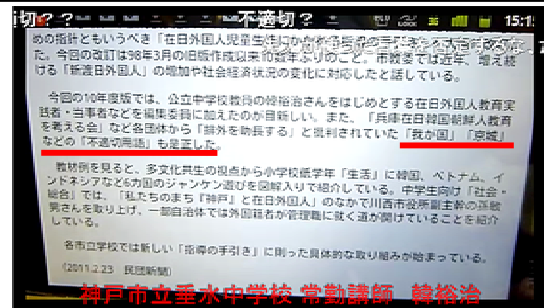 切？？
不適切？
15:1
めの指針ともいうべき「在日外国人児童生徒にかかわる指導の手引き」
た。今回の改訂は98年3月の旧版作成以来10数年ぶりのこと。市教委では近年、増え続
ける「新渡日外国人」の増加や社会経済状況の変化に対応したと話している。
今回の10年度版では、公立中学校教員の韓裕治さんをはじめとする在日外国人教育実
践者・当事者などを編集委員に加えたのが目新しい。また、「兵庫在日韓国朝鮮人教育
を考える会」など各団体から「排外を助長する」と批判されていた「我が国」「京城」
などの「不適切用語」も是正した。
教材例を見ると、多文化共生の視点から小学校低学年「生活」に韓国、ベトナム、イ
ンドネシアなど6カ国のジャンケン遊びを図解入りで紹介している。中学生向け「社会・
総合」では、「私たちのまち『神戸』と在日外国人」のなかで川西市役所副主幹の孫敏
男さんを取り上げ、一部自治体では外国籍者が管理職に就く道が開けていることを紹介
している。
各市立学校では新しい「指導の手引き」に則った具体的な取り組みが始まっている。
（2011.2.23 民団新聞）
神戸市立垂水中学校 常勤講師 韓裕治